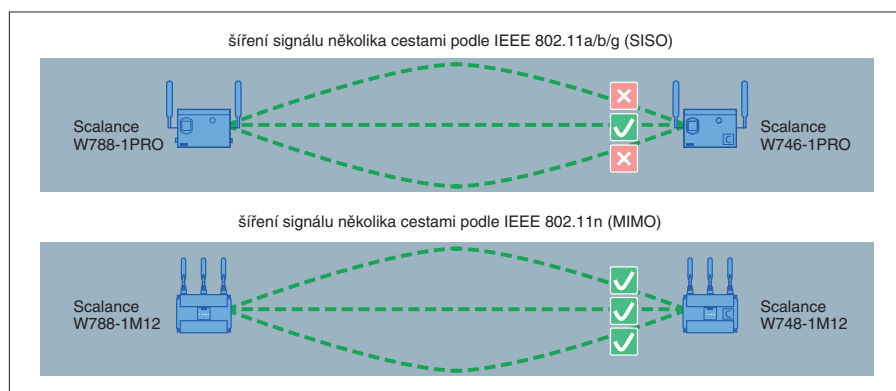 šíření signálu několika cestami podle IEEE 802.11a/b/g (SISO)
Scalance
W788-1PRO
Scalance
W746-1PRO
C
šíření signálu několika cestami podle IEEE 802.11n (MIMO)
Scalance
W788-1M12
Scalance
W748-1M12
C